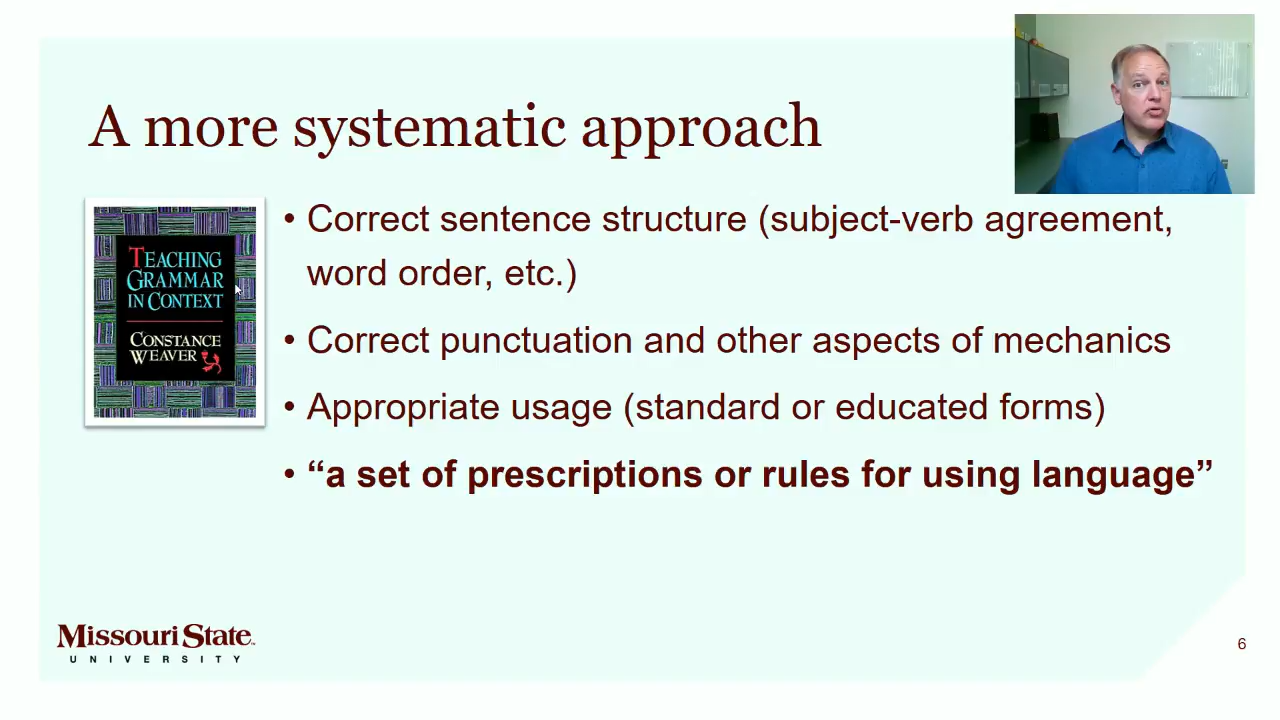 A more systematic approach
TEACHING
GRAMMAR
IN CONTEXT
CONSTANCE
WEAVER
• Correct sentence structure (subject-verb agreement,
word order, etc.)
• Correct punctuation and other aspects of mechanics
• Appropriate usage (standard or educated forms)
• “a set of prescriptions or rules for using language”
Missouri State™
UNIVERSITY
6